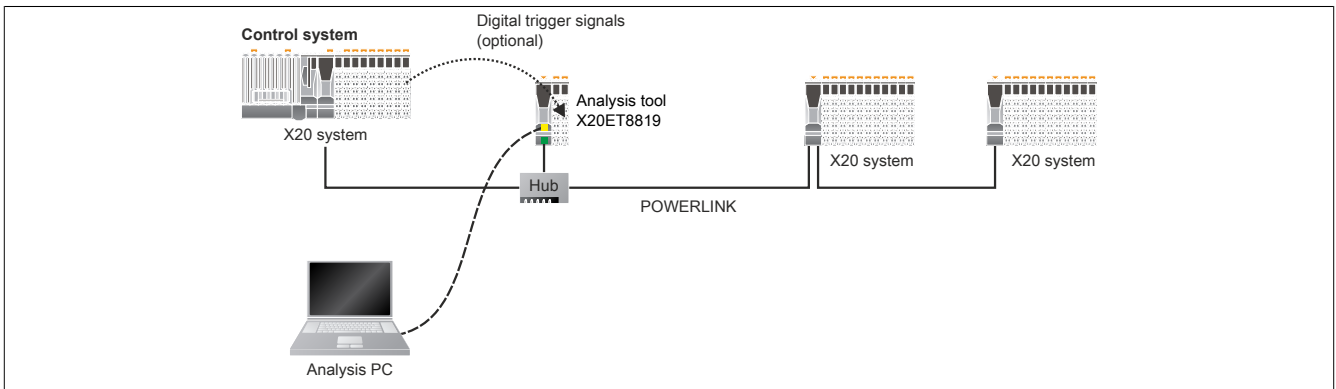 Digital trigger signals
(optional)
Control system
Analysis tool
X20ET8819
X20 system
X20 system
X20 system
Hub
POWERLINK
Analysis PC